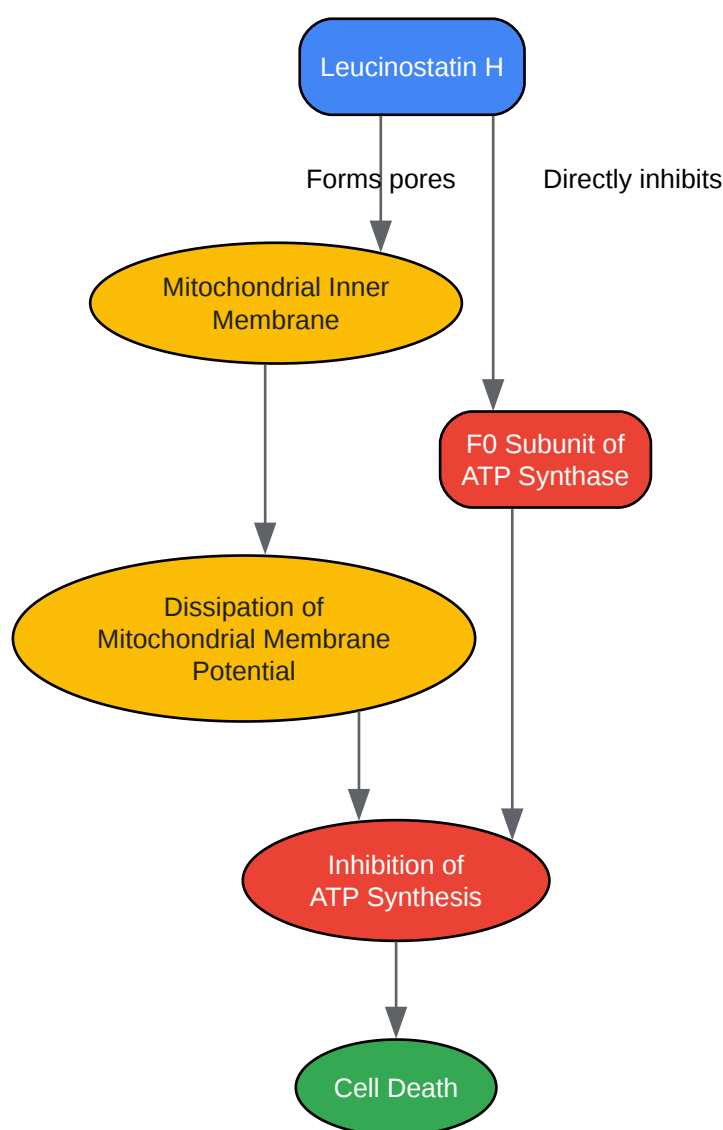 Leucinostatin H
Forms pores
Directly inhibits
Mitochondrial Inner
Membrane
F0 Subunit of
ATP Synthase
Dissipation of
Mitochondrial Membrane
Potential
Inhibition of
ATP Synthesis
Cell Death